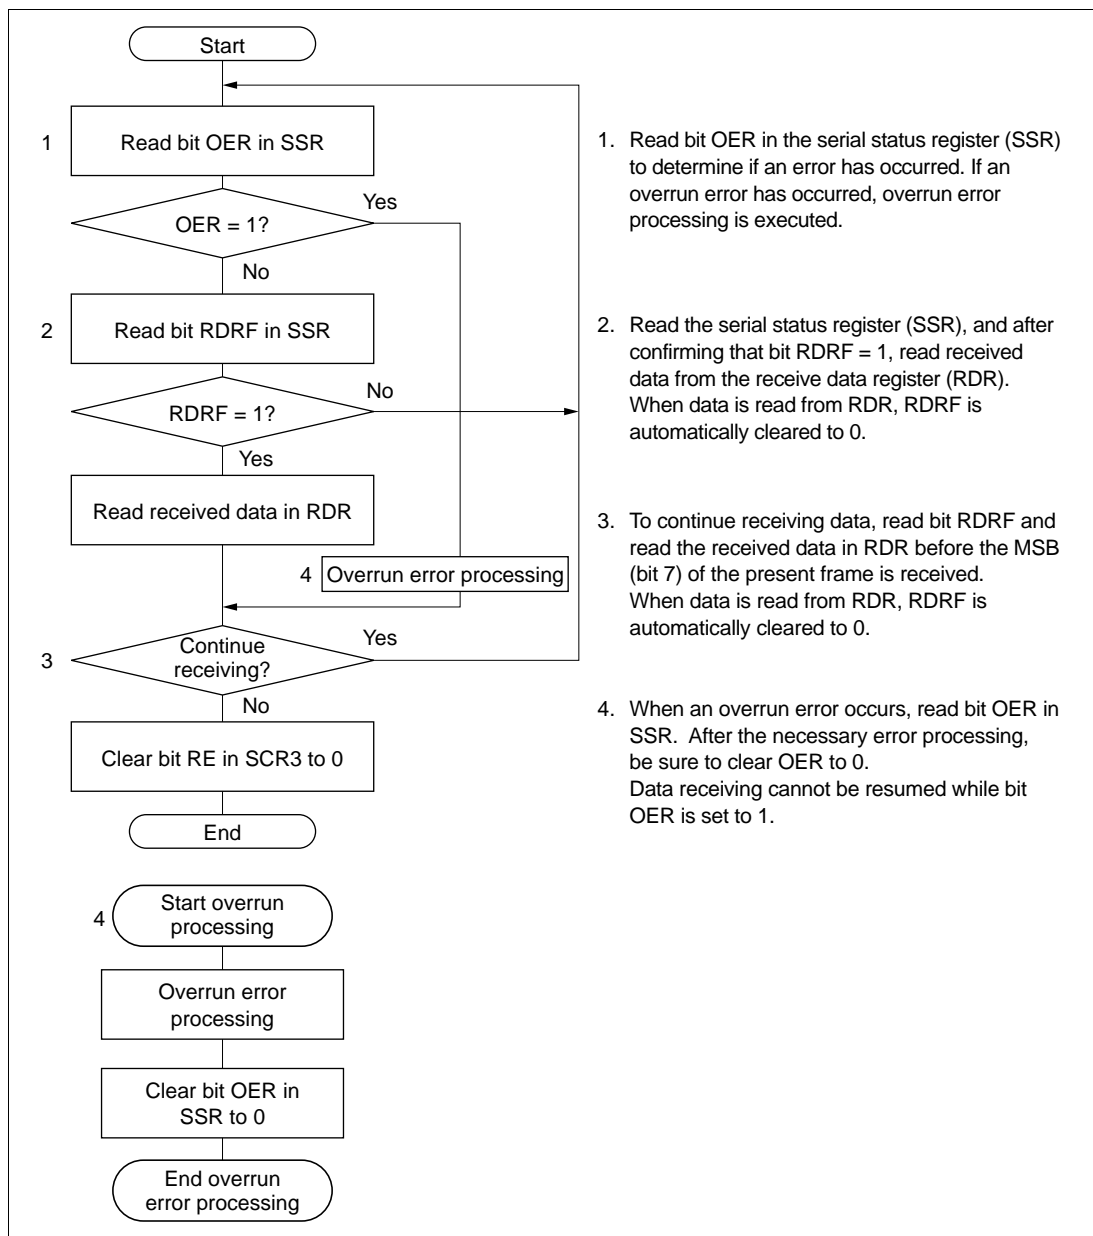 Start
1
Read bit OER in SSR
OER = 1?
Yes
No
2
Read bit RDRF in SSR
RDRF = 1?
No
Yes
Read received data in RDR
4
Overrun error processing
3
Continue
receiving?
Yes
No
Clear bit RE in SCR3 to 0
End
4
Start overrun
processing
Overrun error
processing
Clear bit OER in
SSR to 0
End overrun
error processing
1. Read bit OER in the serial status register (SSR)
to determine if an error has occurred. If an
overrun error has occurred, overrun error
processing is executed.
2. Read the serial status register (SSR), and after
confirming that bit RDRF = 1, read received
data from the receive data register (RDR).
When data is read from RDR, RDRF is
automatically cleared to 0.
3. To continue receiving data, read bit RDRF and
read the received data in RDR before the MSB
(bit 7) of the present frame is received.
When data is read from RDR, RDRF is
automatically cleared to 0.
4. When an overrun error occurs, read bit OER in
SSR. After the necessary error processing,
be sure to clear OER to 0.
Data receiving cannot be resumed while bit
OER is set to 1.